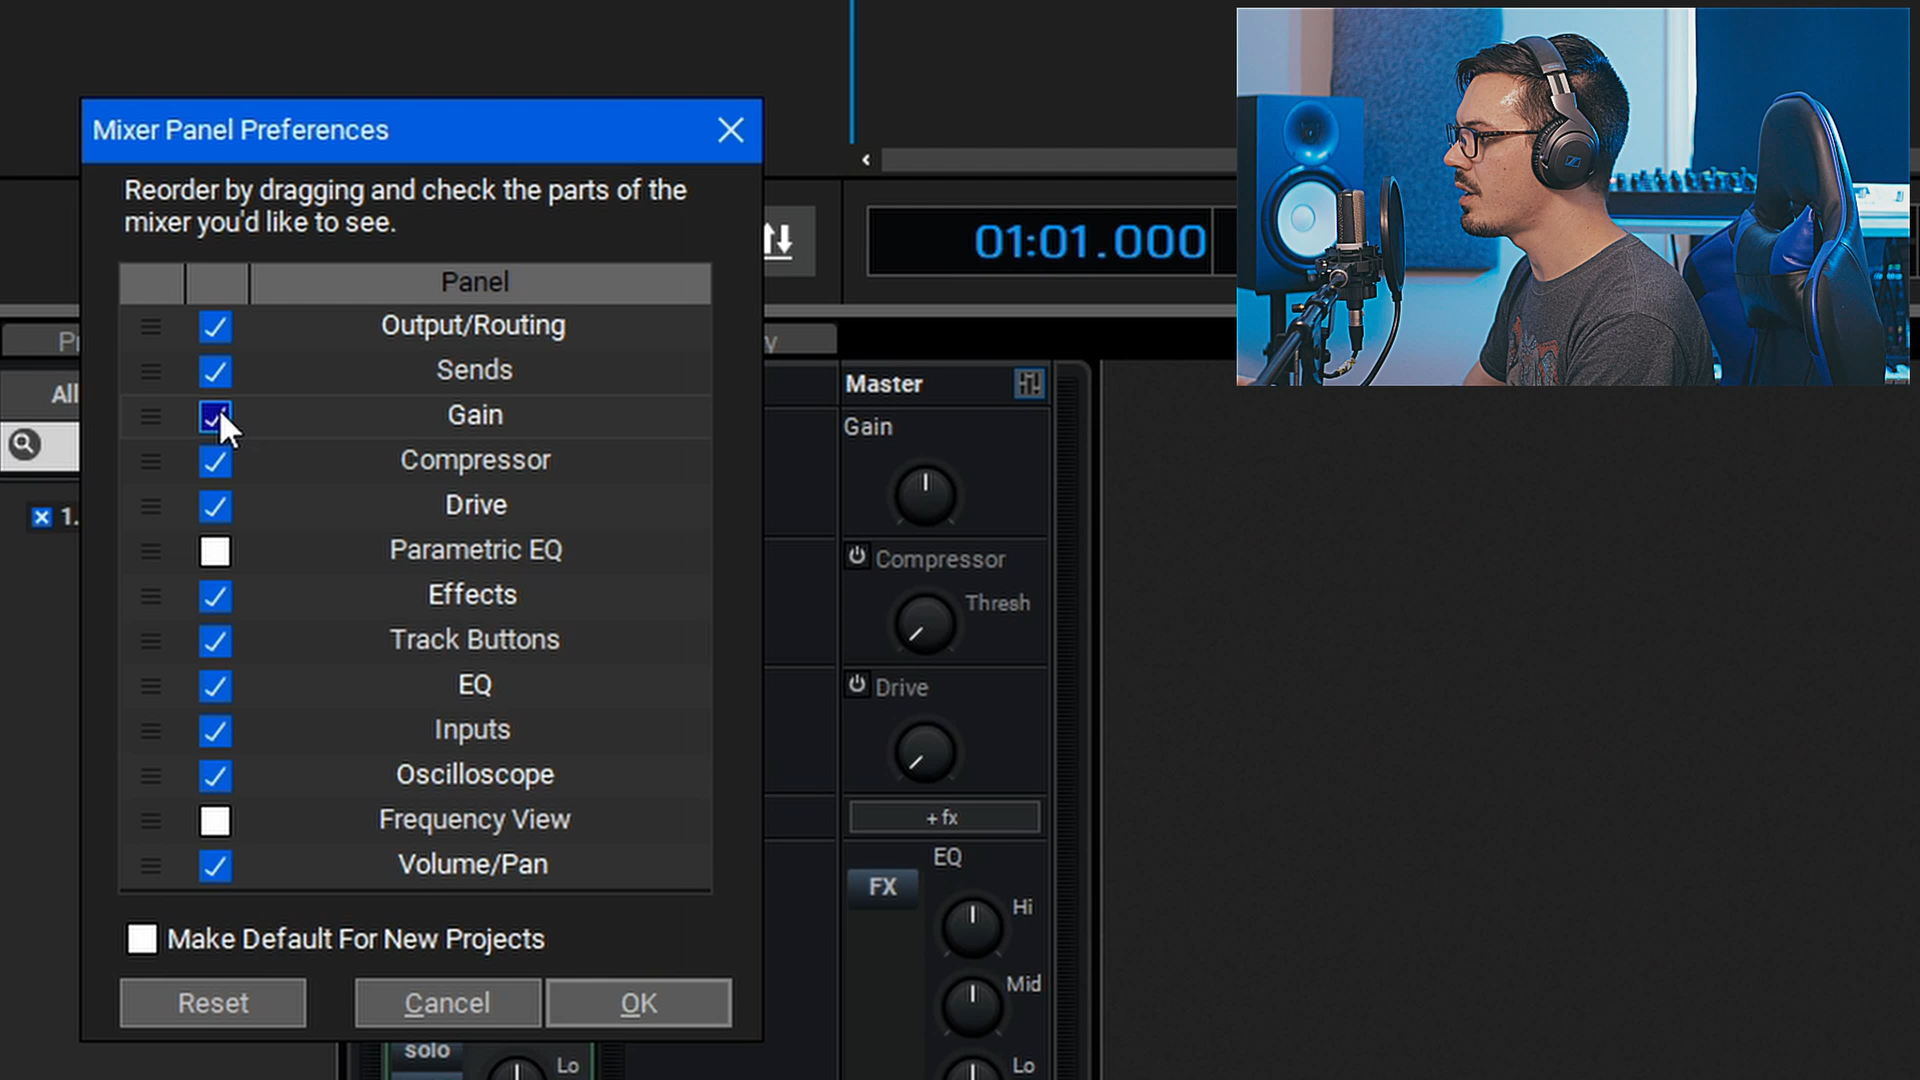 Mixer Panel Preferences
Reorder by dragging and check the parts of the
mixer you'd like to see.
Panel
Output/Routing
Sends
Gain
Compressor
Drive
Parametric EQ
Effects
Track Buttons
EQ
Inputs
Oscilloscope
Frequency View
Volume/Pan
Make Default For New Projects
Reset
Cancel
OK
All
1.
01:01.000
Master
Gain
Compressor
Thresh
Drive
+ fx
EQ
FX
Hi
Mid
Lo
solo
Lo